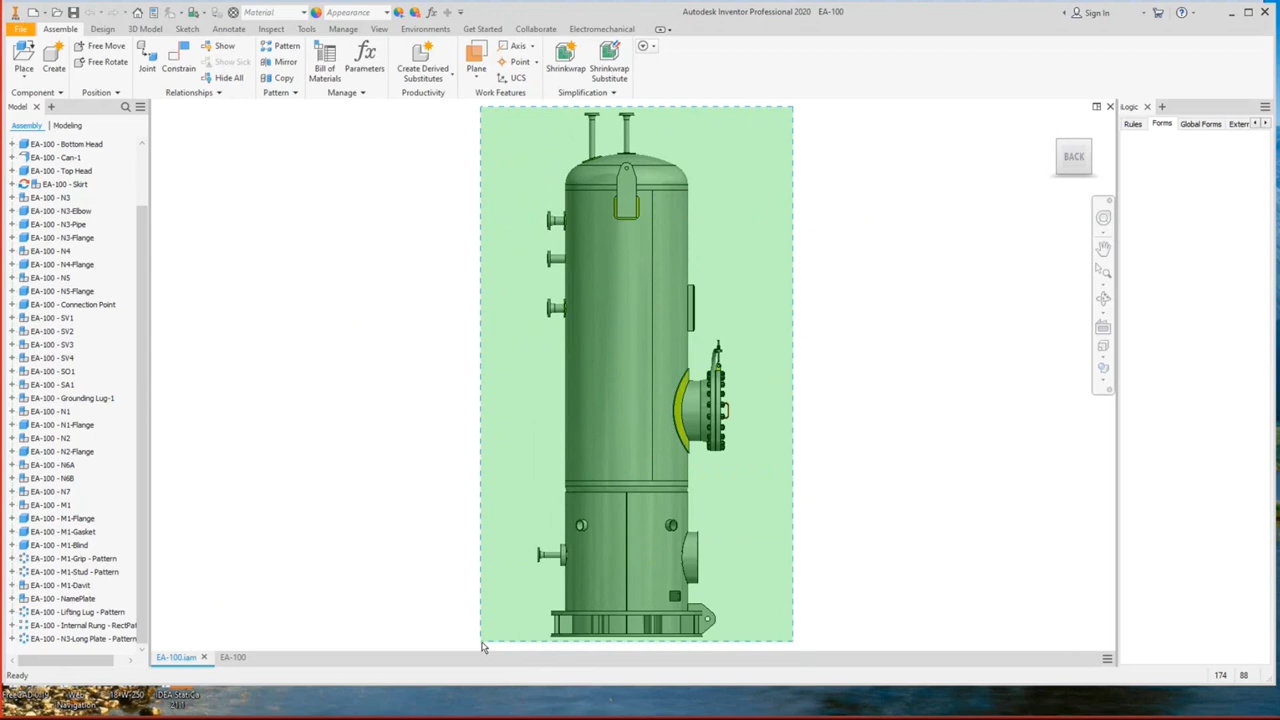 Material
Appearance
Autodesk Inventor Professional 2020 EA-100
Sign In
File
Assemble
Design
3D Model
Sketch
Annotate
Inspect
Tools
Manage
View
Environments
Get Started
Collaborate
Electromechanical
Place
Create
Free Move
Free Rotate
Joint
Constrain
Show
Show Sick
Hide All
Pattern
Mirror
Copy
Bill of
Materials
Parameters
Create Derived
Substitutes
Plane
Axis
Point
UCS
Shrinkwrap
Shrinkwrap
Substitute
Component
Position
Relationships
Pattern
Manage
Productivity
Work Features
Simplification
Model
Assembly
Modeling
EA-100 - Bottom Head
EA-100 - Can-1
EA-100 - Top Head
EA-100 - Skirt
EA-100 - N3
EA-100 - N3-Elbow
EA-100 - N3-Pipe
EA-100 - N3-Flange
EA-100 - N4
EA-100 - N4-Flange
EA-100 - N5
EA-100 - N5-Flange
EA-100 - Connection Point
EA-100 - SV1
EA-100 - SV2
EA-100 - SV3
EA-100 - SV4
EA-100 - SO1
EA-100 - SA1
EA-100 - Grounding Lug-1
EA-100 - N1
EA-100 - N1-Flange
EA-100 - N2
EA-100 - N2-Flange
EA-100 - N6A
EA-100 - N6B
EA-100 - N7
EA-100 - M1
EA-100 - M1-Flange
EA-100 - M1-Gasket
EA-100 - M1-Blind
EA-100 - M1-Grip - Pattern
EA-100 - M1-Stud - Pattern
EA-100 - M1-Davit
EA-100 - NamePlate
EA-100 - Lifting Lug - Pattern
EA-100 - Internal Rung - RectPat
EA-100 - N3-Long Plate - Pattern
BACK
iLogic
Rules
Forms
Global Forms
Extern
EA-100.iam
EA-100
Ready
174
88
FreeCAD 0.19
Web
Navigation
18-W-Z50
IDEA StatiCa